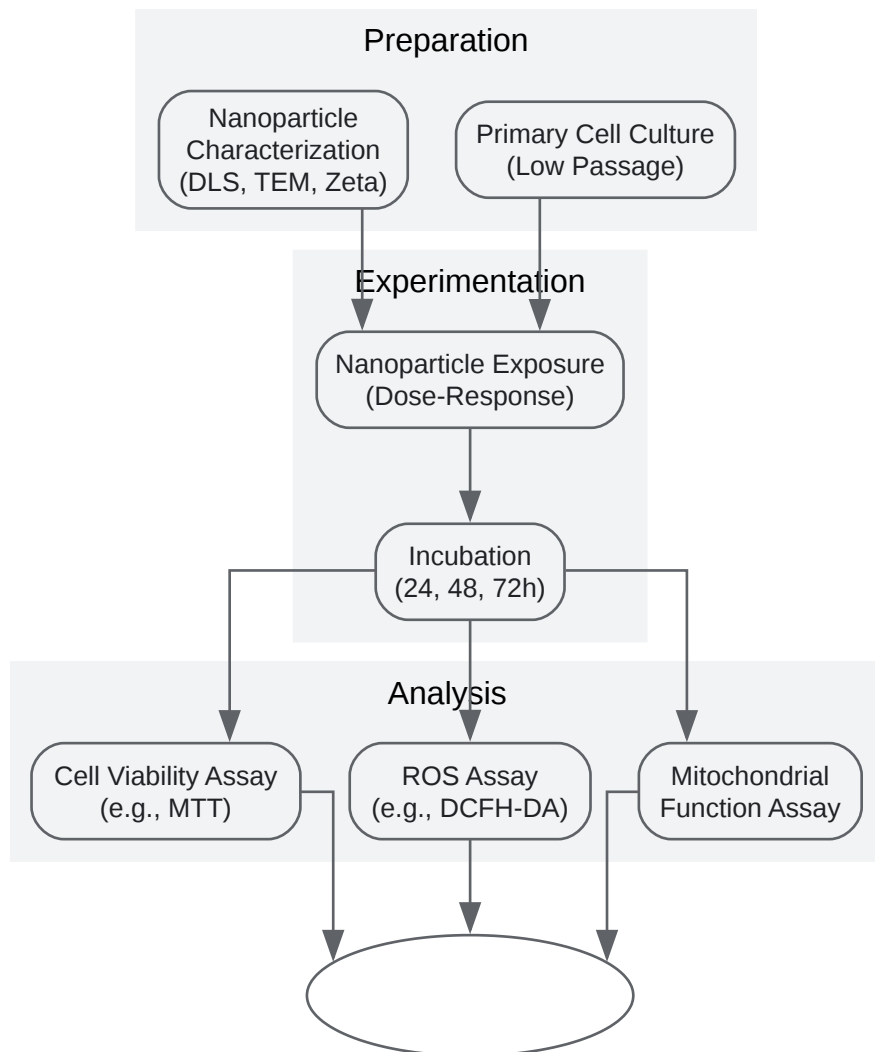 Preparation
Nanoparticle
Characterization
(DLS, TEM, Zeta)
Primary Cell Culture
(Low Passage)
Experimentation
Nanoparticle Exposure
(Dose-Response)
Incubation
(24, 48, 72h)
Analysis
Cell Viability Assay
(e.g., MTT)
ROS Assay
(e.g., DCFH-DA)
Mitochondrial
Function Assay